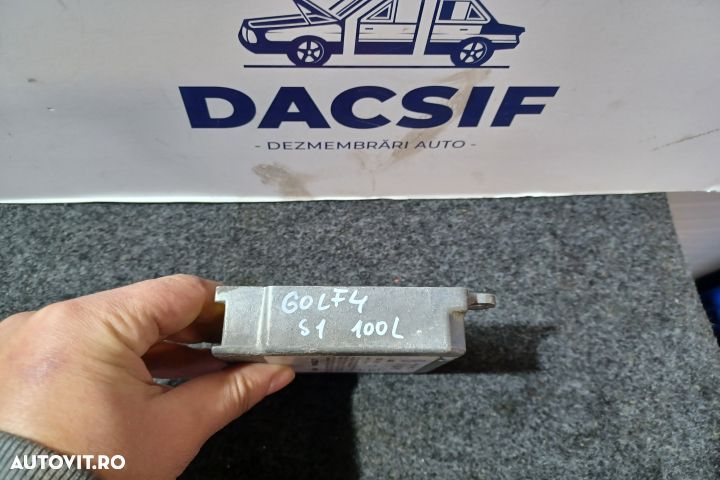 DACSIF
- DEZMEMBRĂRI AUTO -
GOLF4
S1 100L
AUTOVIT.RO